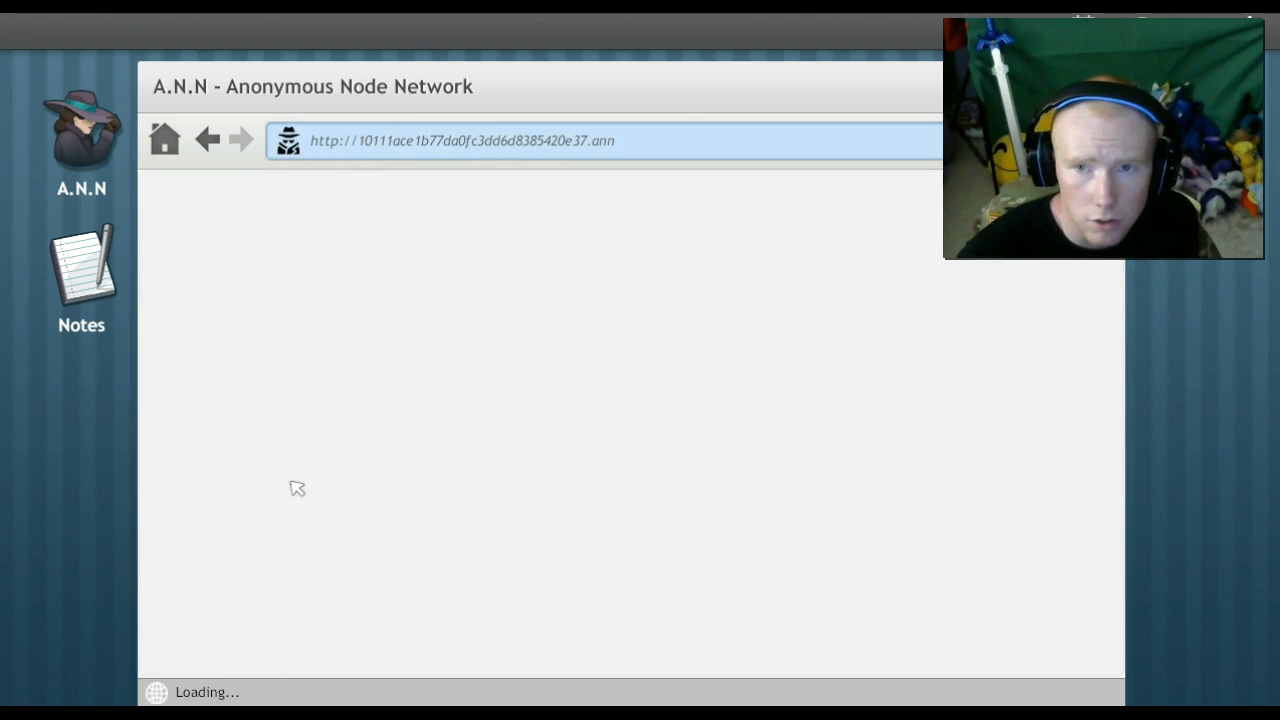 A.N.N - Anonymous Node Network
http://10111ace1b77da0fc3dd6d8385420e37.ann
A.N.N
Notes
Loading...